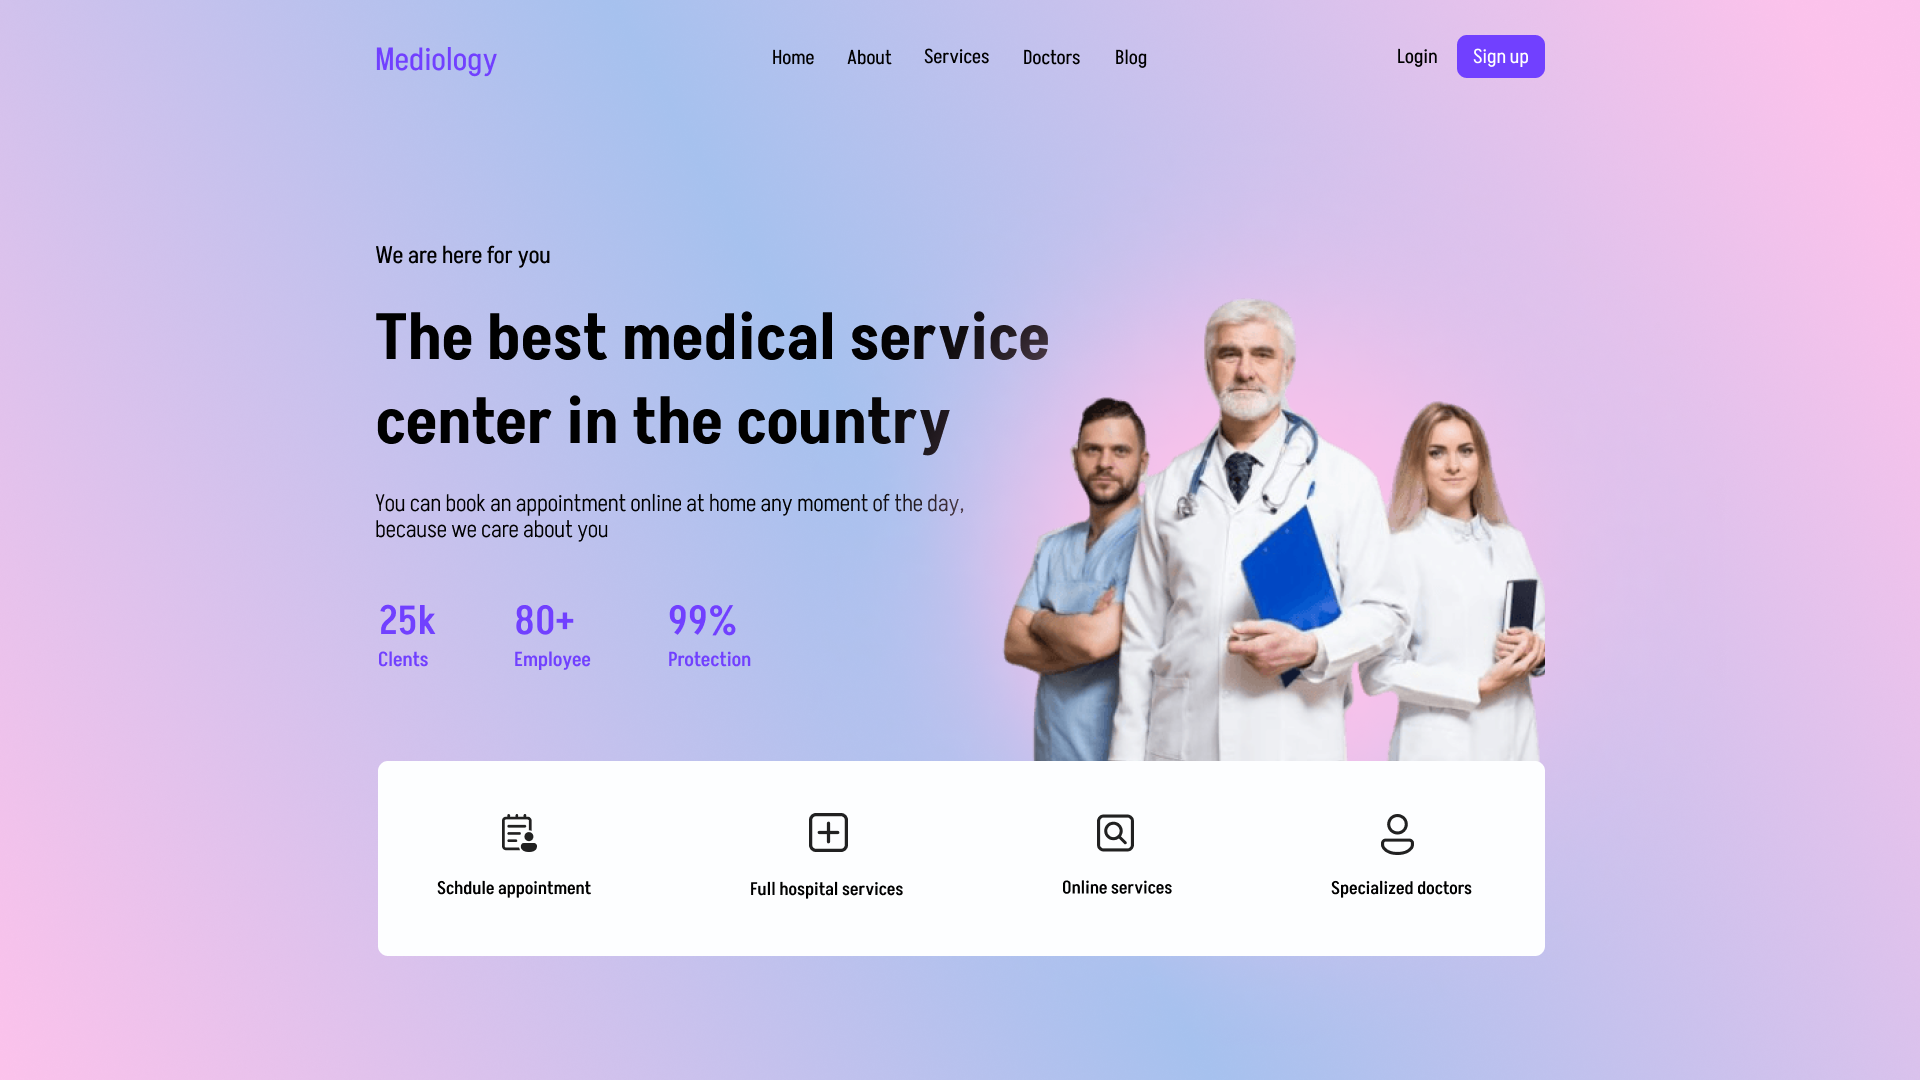 Mediology
Home About Services Doctors Blog
Login Sign up
We are here for you
The best medical service
center in the country
You can book an appointment online at home any moment of the day,
because we care about you
25k 80+ 99%
Clents Employee Protection
Schdule appointment Full hospital services Online services Specialized doctors